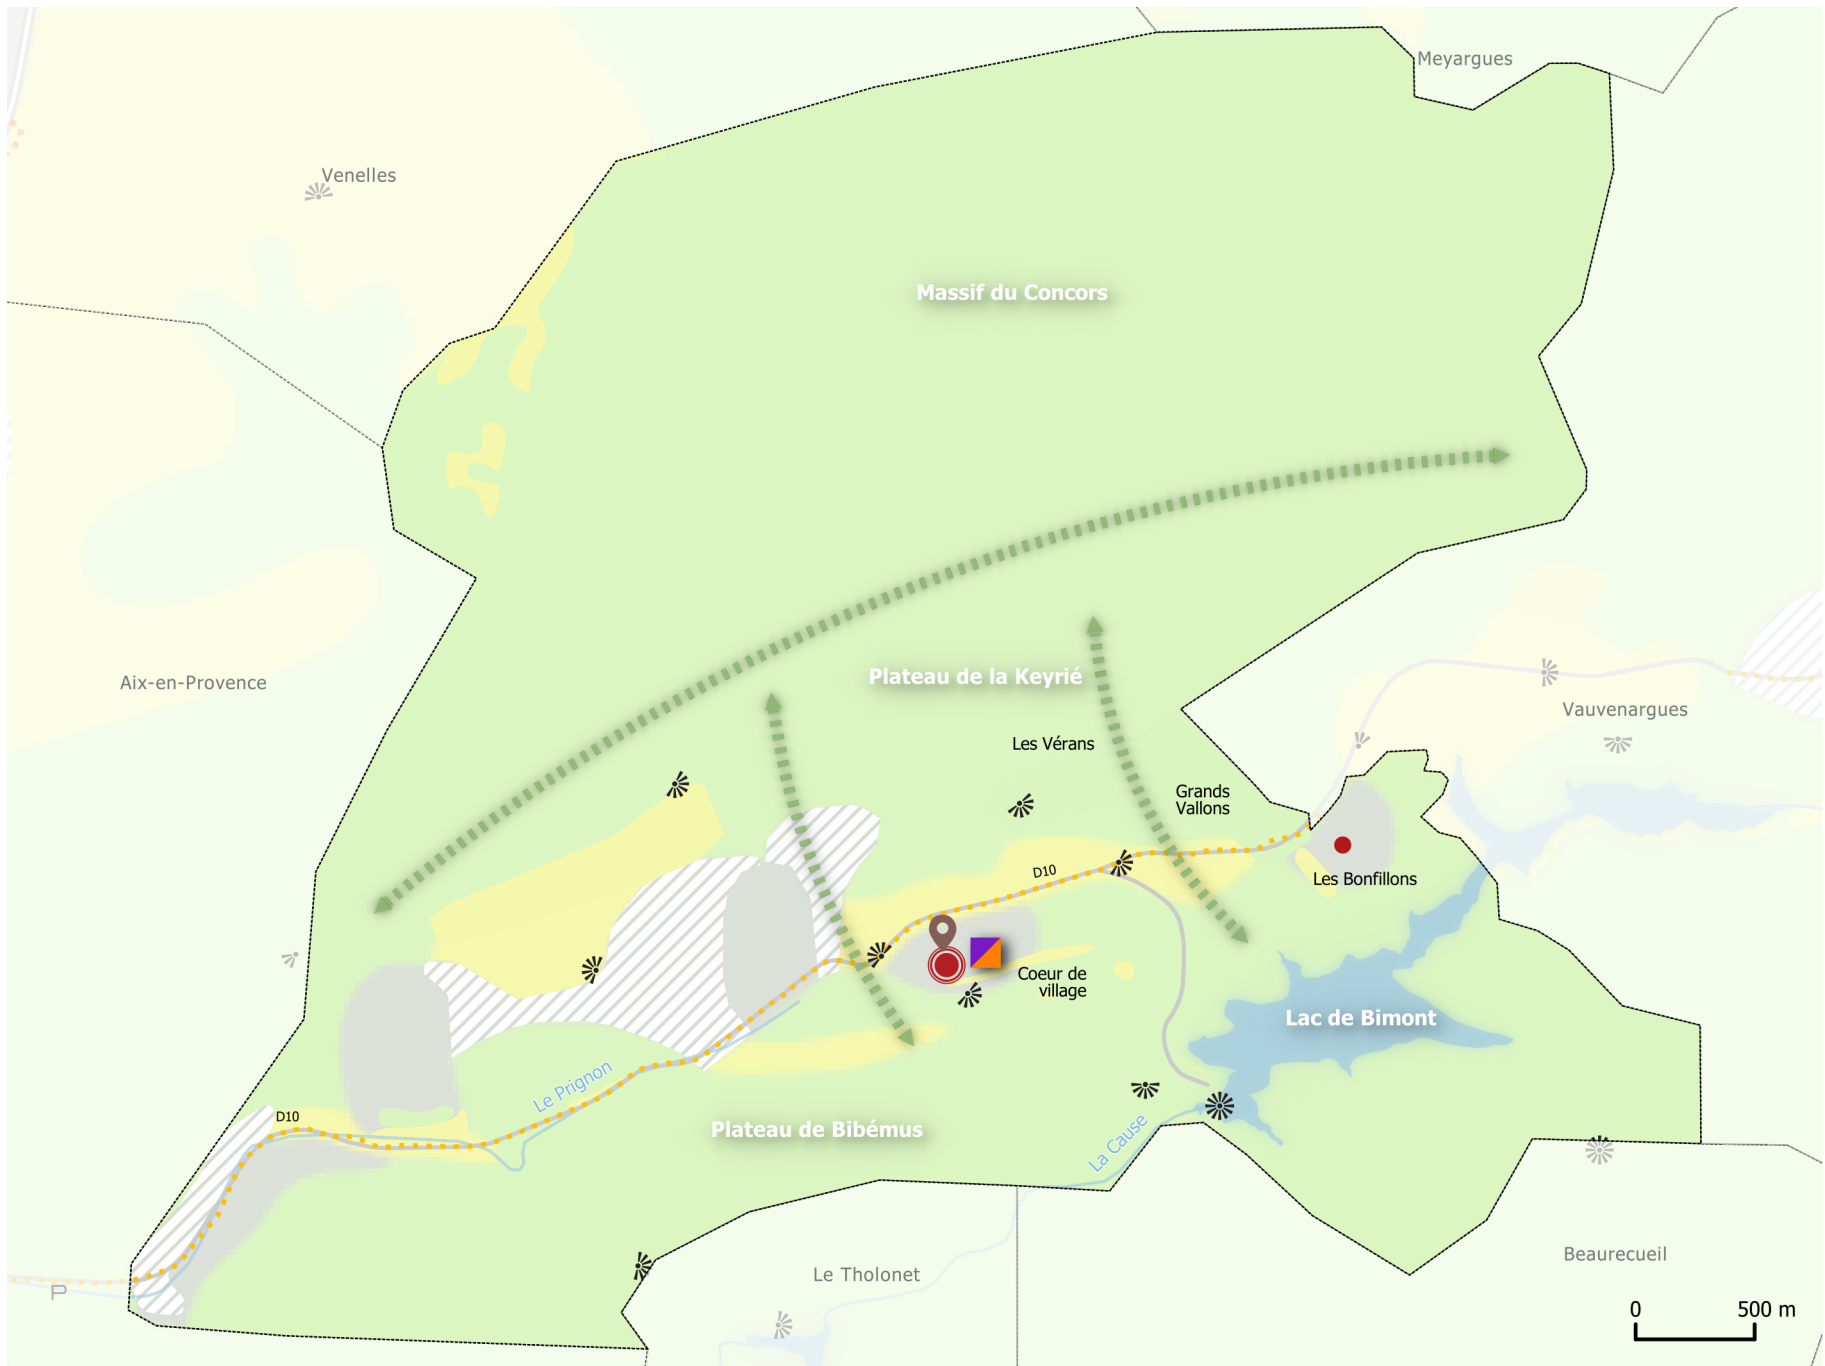 Meyargues
Venelles
Massif du Concors
Plateau de la Keyrié
Aix-en-Provence
Vauvenargues
Les Vérans
Grands
Vallons
D10
Les Bonfillons
Coeur de
village
Lac de Bimont
Le Prignon
D10
Plateau de Bibémus
La Cause
Le Tholonet
Beaurecueil
P
0 500 m